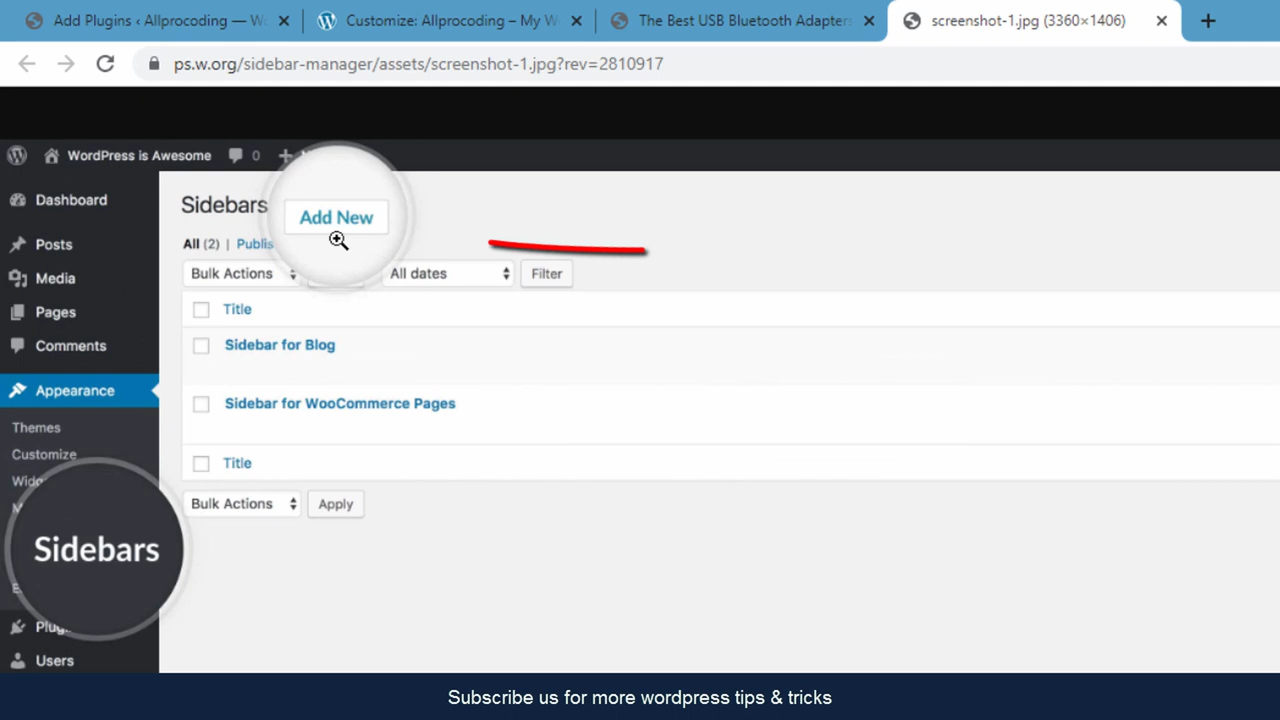 Add Plugins ‹ Allprocoding — W
Customize: Allprocoding – My W
The Best USB Bluetooth Adapters
screenshot-1.jpg (3360×1406)
ps.w.org/sidebar-manager/assets/screenshot-1.jpg?rev=2810917
WordPress is Awesome 0
Dashboard
Posts
Media
Pages
Comments
Appearance
Themes
Customize
Sidebars
Users
Sidebars Add New
All (2) | Publis
Bulk Actions All dates Filter
Title
Sidebar for Blog
Sidebar for WooCommerce Pages
Title
Bulk Actions Apply
Subscribe us for more wordpress tips & tricks